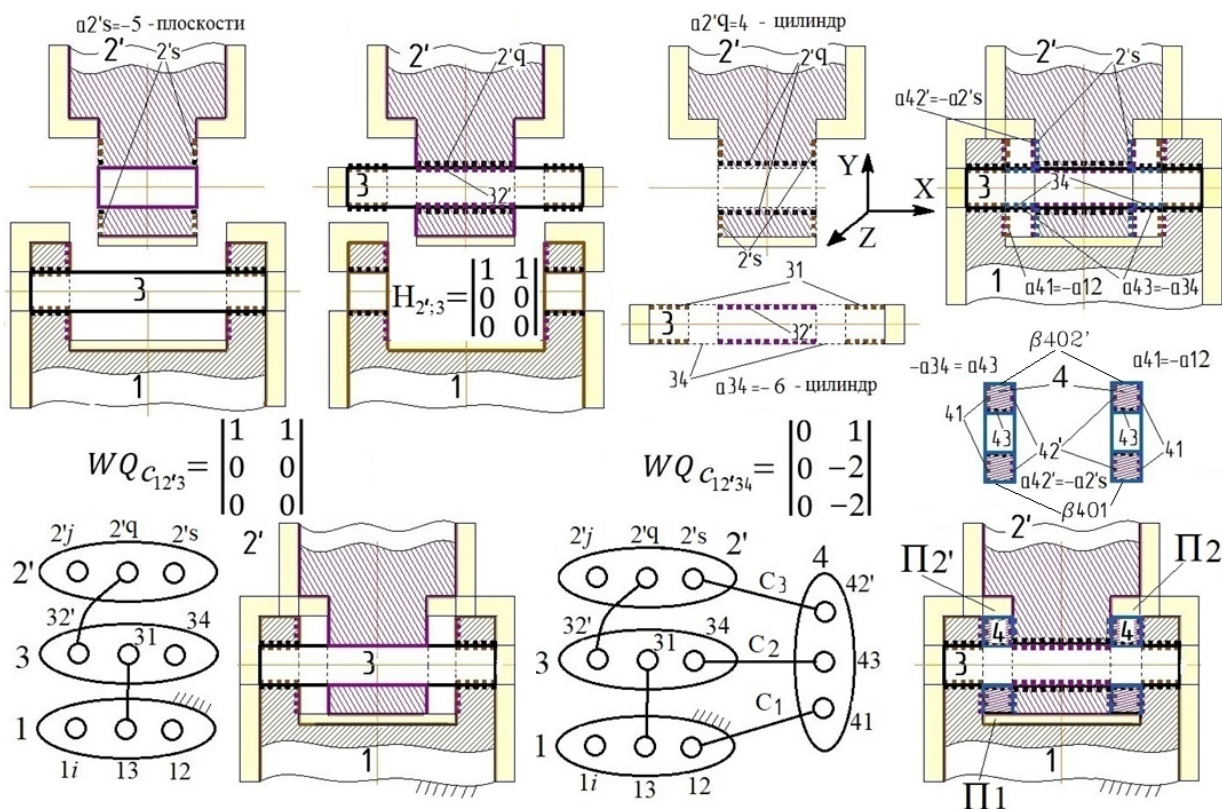 a2's=-5 - плоскости
2'
2's
3
1
2'
2'q
3
32'
H2';3= |1 1| |0 0| |0 0|
1
a2'q=4 - цилиндр
2'
2'q
2's
Y
X
Z
31
3
32'
34
a34=-6 - цилиндр
2'
2's
a42'=-a2's
3
34
a41=-a12
a43=-a34
1
β402'
-a34=a43
4
a41=-a12
41
43
42'
43
41
a42'=-a2's
β401
WQc12'3= |1 1| |0 0| |0 0|
WQc12'34= |0 1| |0 -2| |0 -2|
2'j 2'q 2's
2'
32'
31
34
3
1
1i 13 12
2'
3
1
2'j 2'q 2's
2'
4
C3
42'
32'
31
34
C2
43
3
C1
41
1
1i 13 12
2'
П2'
П2
4
4
3
1
П1